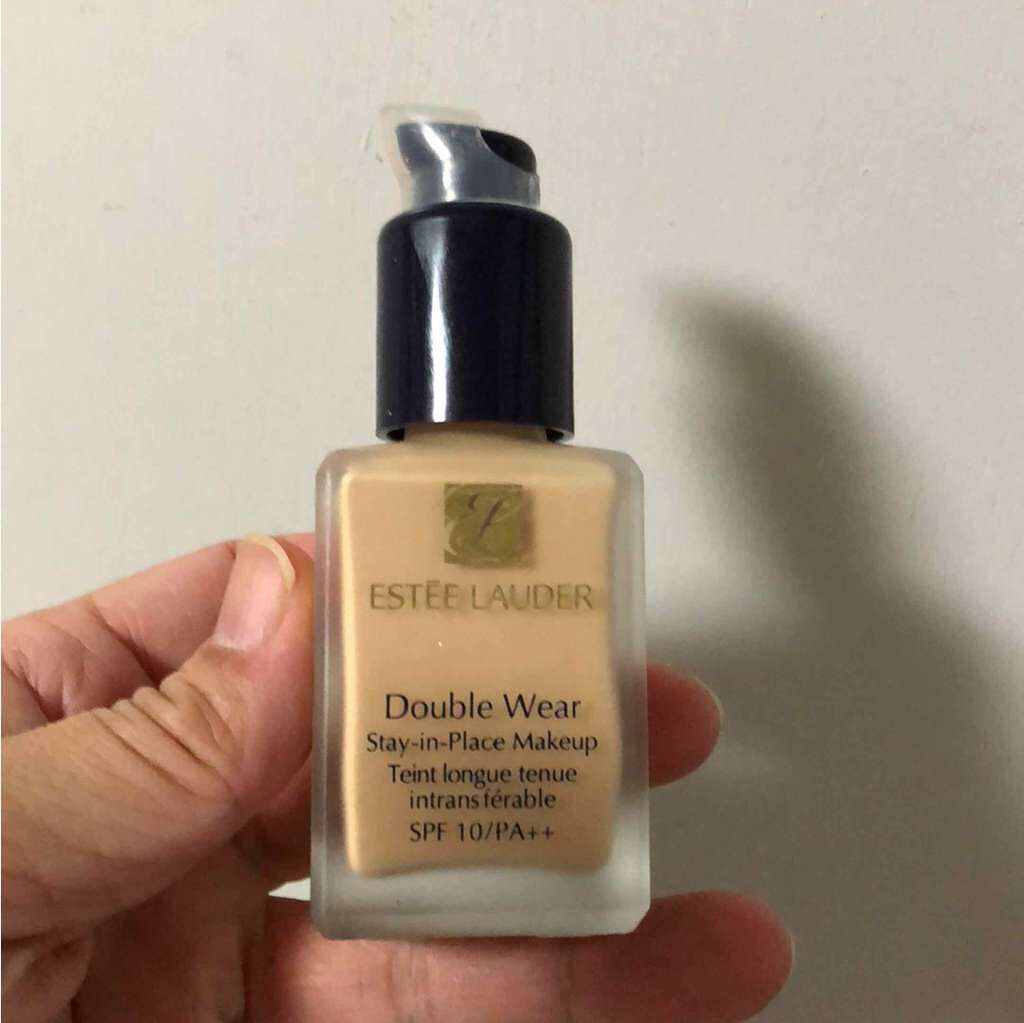 ESTĒE LAUDER
Double Wear
Stay-in-Place Makeup
Teint longue tenue
intransférable
SPF 10/PA++